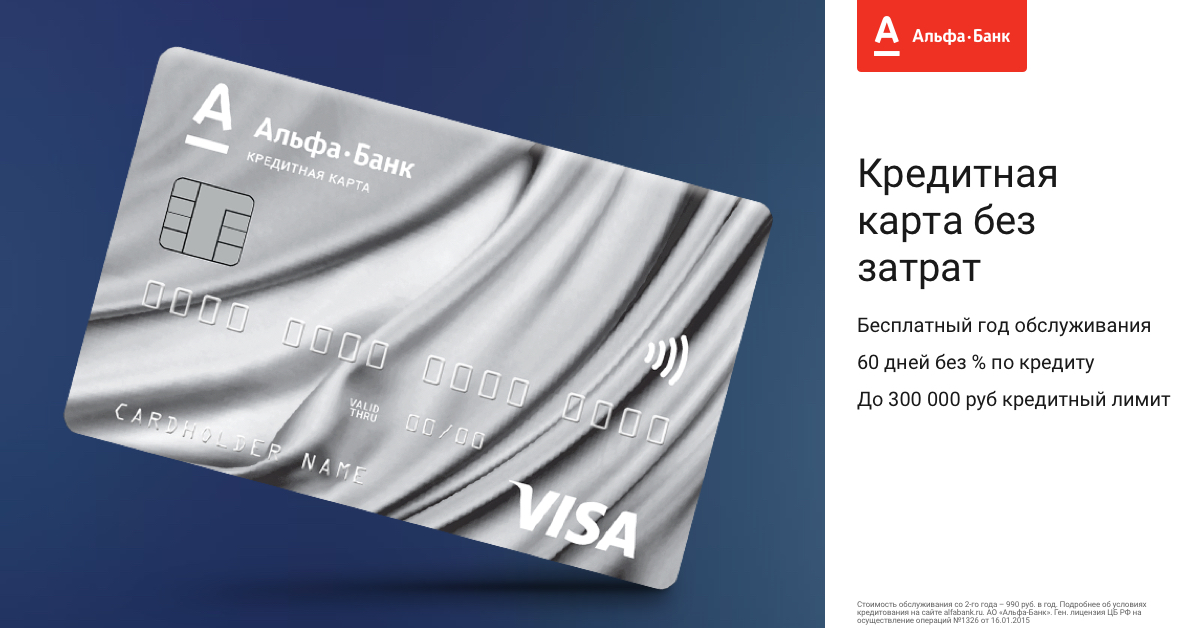 А
Альфа·Банк
КРЕДИТНАЯ КАРТА
0000 0000 0000 0000
VALID
THRU
00/00
CARDHOLDER NAME
VISA
А
Альфа·Банк
Кредитная
карта без
затрат
Бесплатный год обслуживания
60 дней без % по кредиту
До 300 000 руб кредитный лимит
Стоимость обслуживания со 2-го года – 990 руб. в год. Подробнее об условиях
кредитования на сайте alfabank.ru. АО «Альфа-Банк». Ген. лицензия ЦБ РФ на
осуществление операций №1326 от 16.01.2015